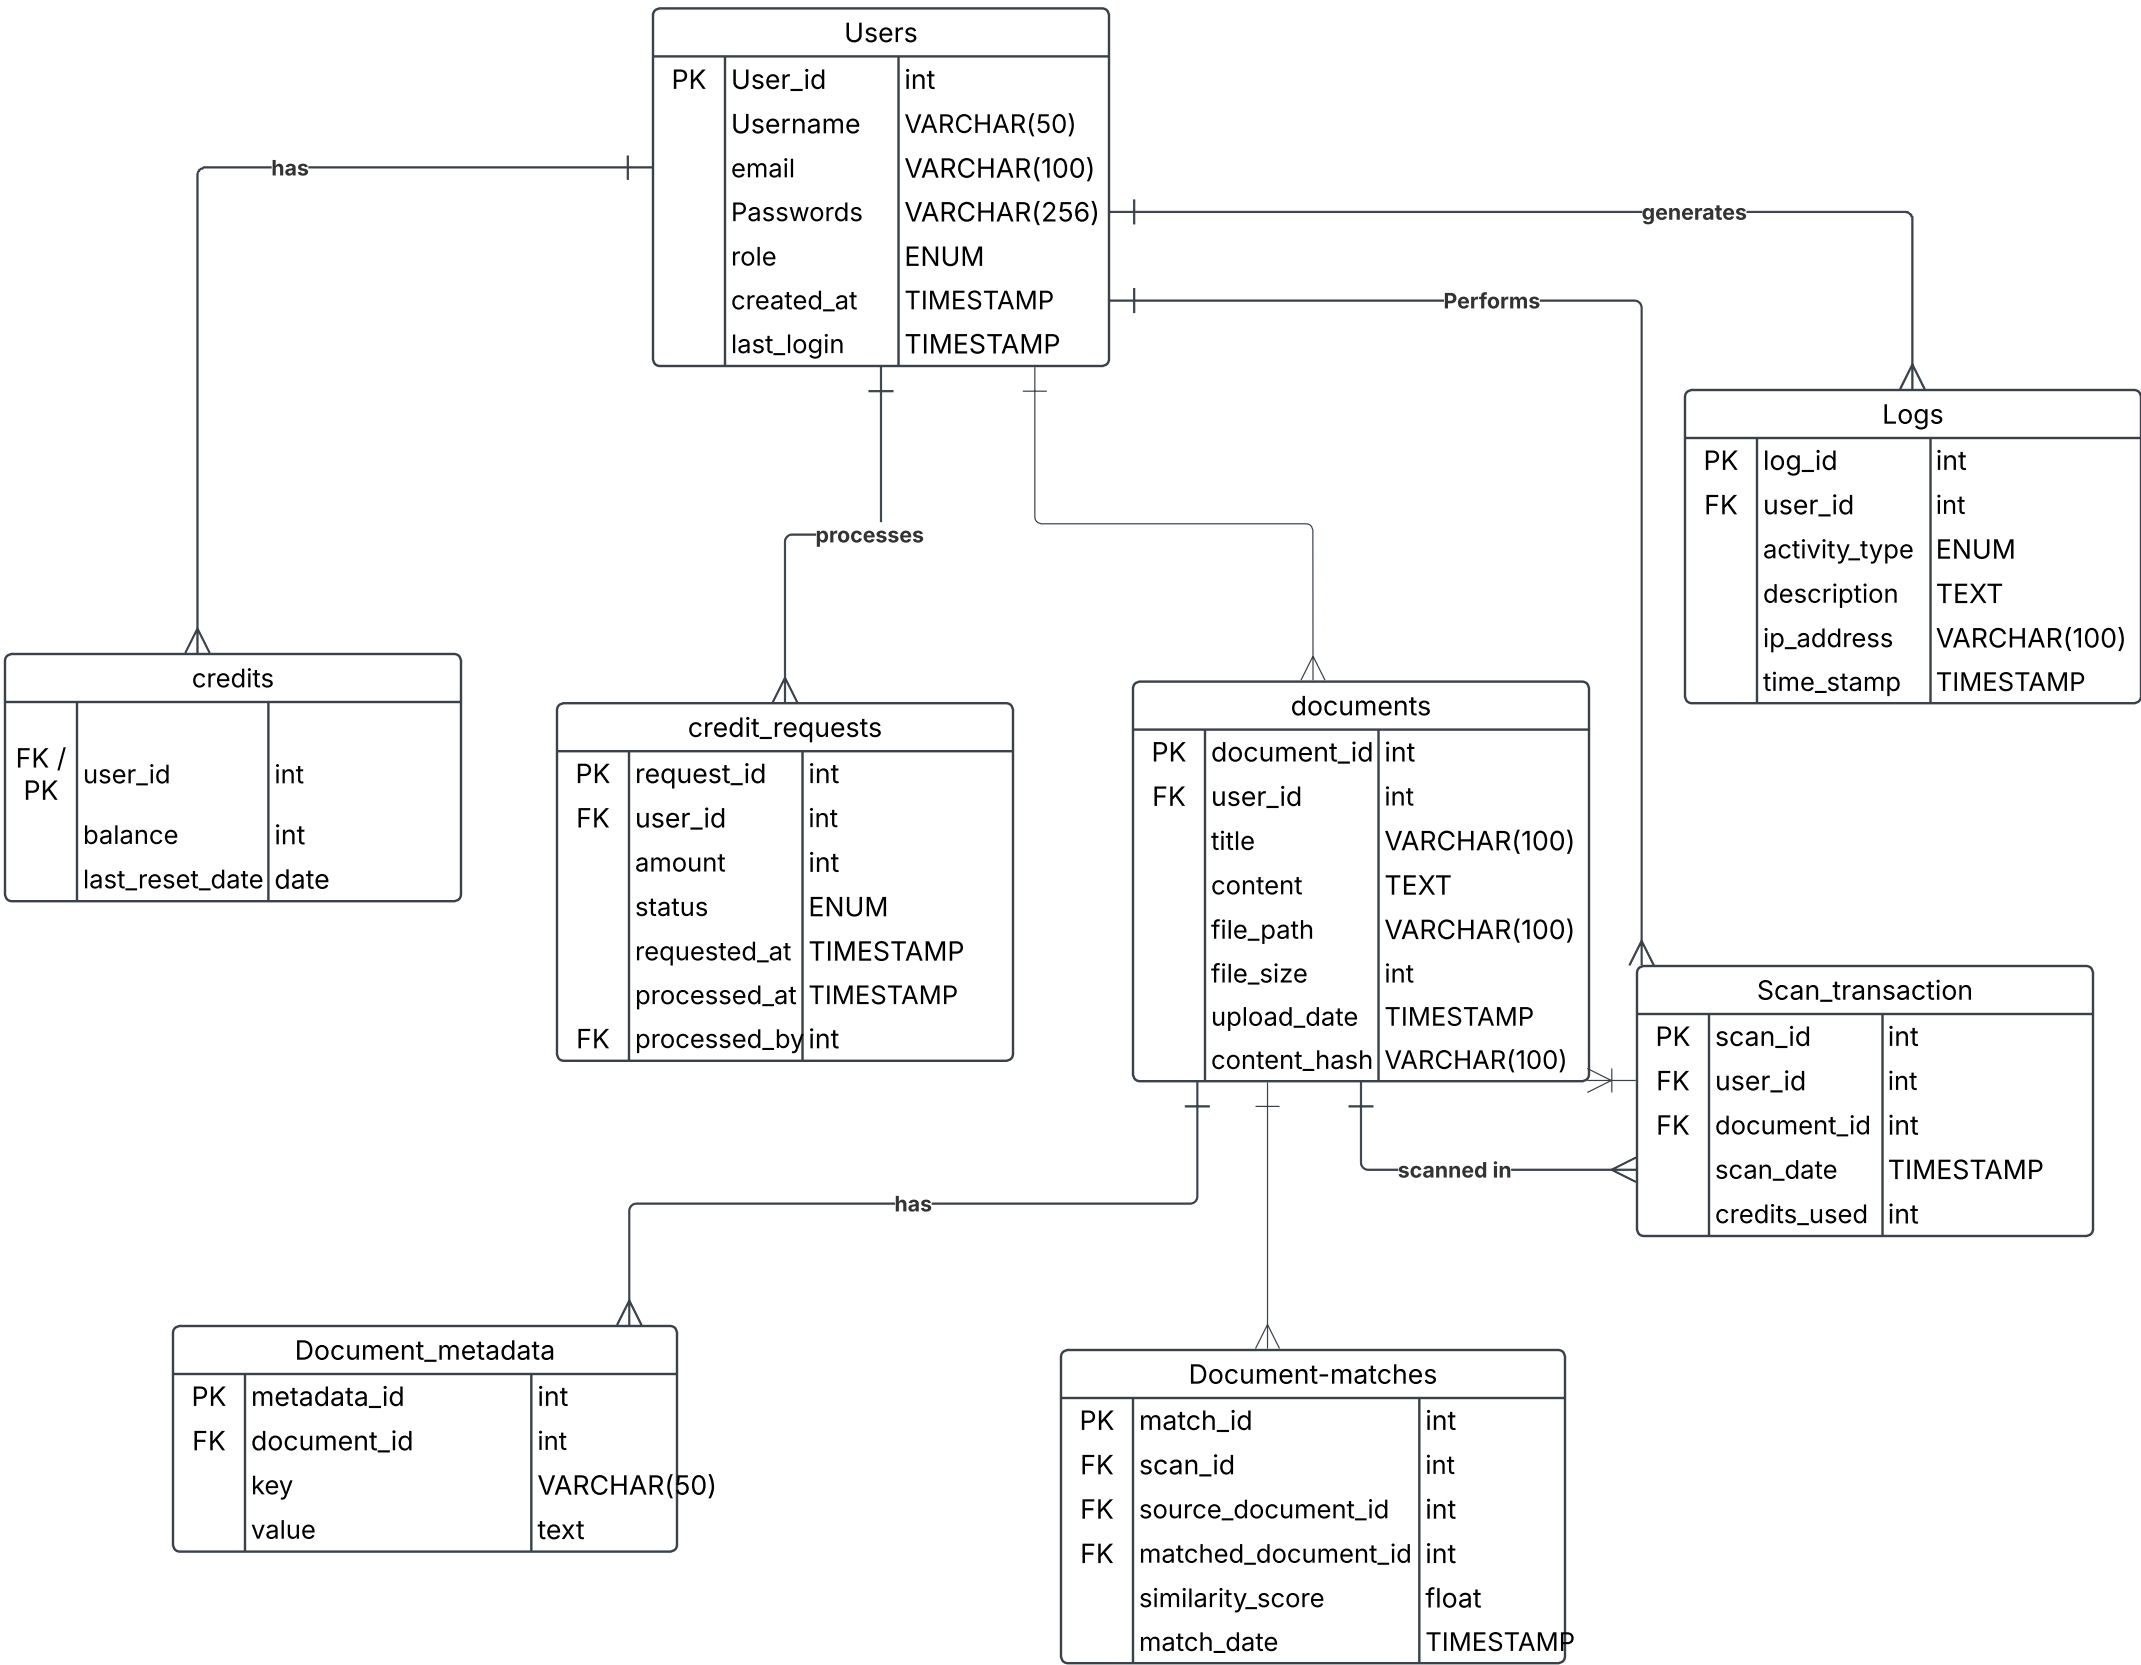 Users
PK User_id int
Username VARCHAR(50)
email VARCHAR(100)
Passwords VARCHAR(256)
role ENUM
created_at TIMESTAMP
last_login TIMESTAMP
has
generates
Performs
processes
Logs
PK log_id int
FK user_id int
activity_type ENUM
description TEXT
ip_address VARCHAR(100)
time_stamp TIMESTAMP
credits
FK /
PK user_id int
balance int
last_reset_date date
credit_requests
PK request_id int
FK user_id int
amount int
status ENUM
requested_at TIMESTAMP
processed_at TIMESTAMP
FK processed_by int
documents
PK document_id int
FK user_id int
title VARCHAR(100)
content TEXT
file_path VARCHAR(100)
file_size int
upload_date TIMESTAMP
content_hash VARCHAR(100)
Scan_transaction
PK scan_id int
FK user_id int
FK document_id int
scan_date TIMESTAMP
credits_used int
scanned in
has
Document_metadata
PK metadata_id int
FK document_id int
key VARCHAR(50)
value text
Document-matches
PK match_id int
FK scan_id int
FK source_document_id int
FK matched_document_id int
similarity_score float
match_date TIMESTAMP